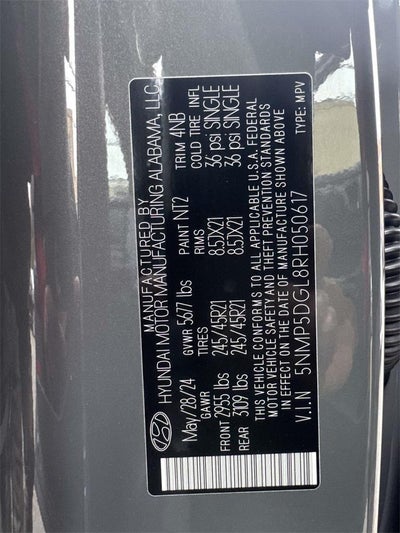 MANUFACTURED BY
HYUNDAI MOTOR MANUFACTURING ALABAMA, LLC.
May/28/24 GVWR 5677 lbs PAINT NT2 TRIM 4NB
GAWR TIRES RIMS COLD TIRE INFL
FRONT 2955 lbs 245/45R21 8.5JX21 36 psi SINGLE
REAR 3109 lbs 245/45R21 8.5JX21 36 psi SINGLE
THIS VEHICLE CONFORMS TO ALL APPLICABLE U.S.A. FEDERAL
MOTOR VEHICLE SAFETY AND THEFT PREVENTION STANDARDS
IN EFFECT ON THE DATE OF MANUFACTURE SHOWN ABOVE
V.I.N 5NMP5DGL8RH050617 TYPE: MPV